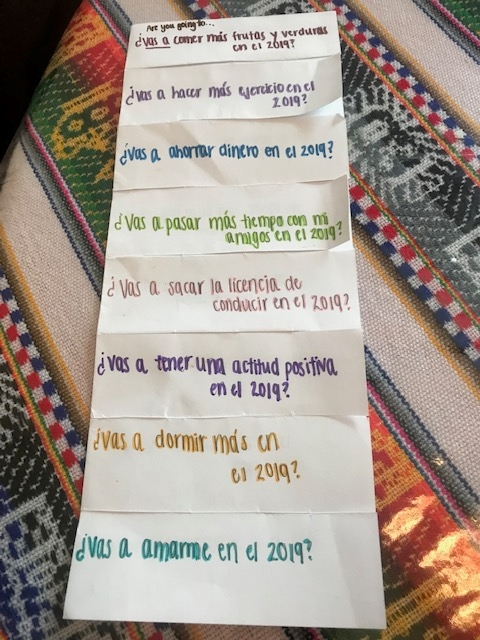 Are you going to...
¿Vas a comer más frutas y verduras
en el 2019?
¿Vas a hacer más ejercicio en el
2019?
¿Vas a ahorrar dinero en el 2019?
¿Vas a pasar más tiempo con mi
amigos en el 2019?
¿Vas a sacar la licencia de
conducir en el 2019?
¿Vas a tener una actitud positiva
en el 2019?
¿Vas a dormir más en
el 2019?
¿Vas a amarme en el 2019?